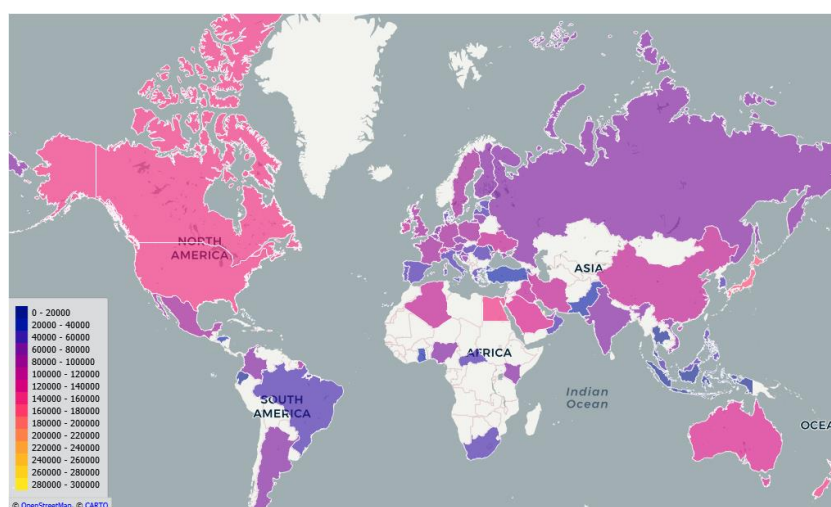 NORTH
AMERICA
ASIA
AFRICA
SOUTH
AMERICA
Indian
Ocean
OCEA
0 - 20000
20000 - 40000
40000 - 60000
60000 - 80000
80000 - 100000
100000 - 120000
120000 - 140000
140000 - 160000
160000 - 180000
180000 - 200000
200000 - 220000
220000 - 240000
240000 - 260000
260000 - 280000
280000 - 300000
© OpenStreetMap, © CARTO